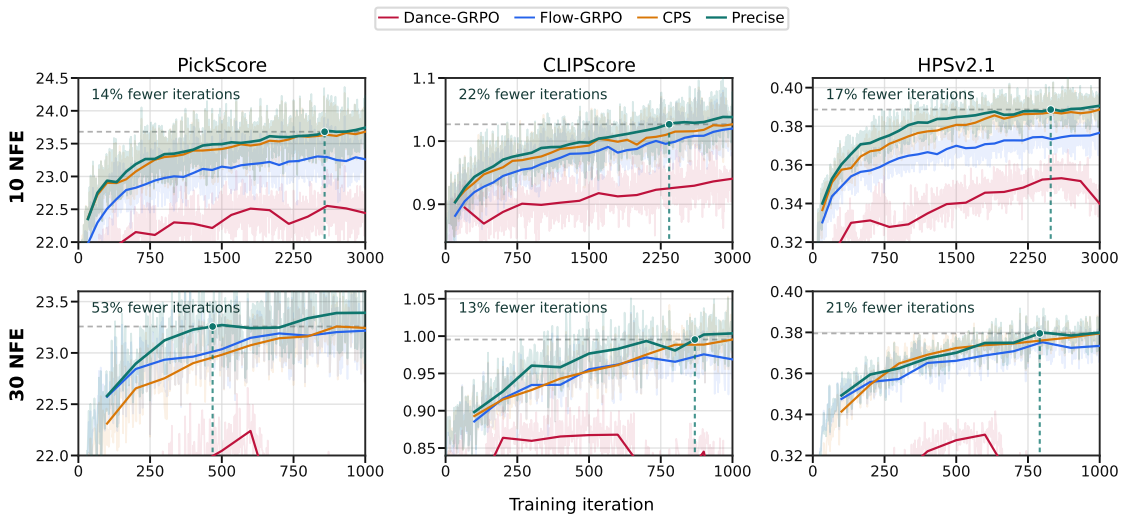 Dance-GRPO Flow-GRPO CPS Precise
PickScore CLIPScore HPSv2.1
10 NFE
14% fewer iterations
24.5
24.0
23.5
23.0
22.5
22.0
0 750 1500 2250 3000
22% fewer iterations
1.1
1.0
0.9
0 750 1500 2250 3000
17% fewer iterations
0.40
0.38
0.36
0.34
0.32
0 750 1500 2250 3000
30 NFE
53% fewer iterations
23.5
23.0
22.5
22.0
0 250 500 750 1000
13% fewer iterations
1.05
1.00
0.95
0.90
0.85
0 250 500 750 1000
21% fewer iterations
0.40
0.38
0.36
0.34
0.32
0 250 500 750 1000
Training iteration